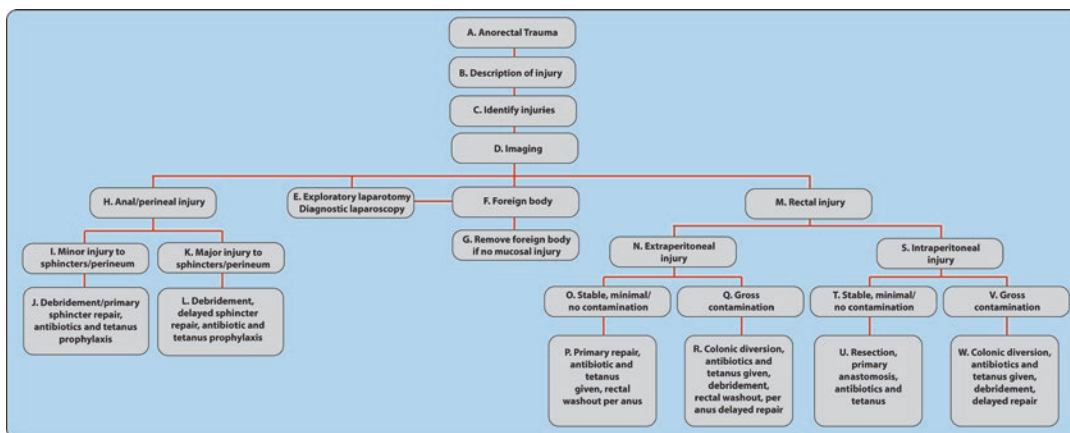 A. Anorectal Trauma
B. Description of injury
C. Identify injuries
D. Imaging
H. Anal/perineal injury
E. Exploratory laparotomy
Diagnostic laparoscopy
F. Foreign body
M. Rectal injury
I. Minor injury to
sphincters/perineum
K. Major injury to
sphincters/perineum
G. Remove foreign body
if no mucosal injury
N. Extraperitoneal
injury
S. Intraperitoneal
injury
J. Debridement/primary
sphincter repair,
antibiotics and tetanus
prophylaxis
L. Debridement,
delayed sphincter
repair, antibiotic and
tetanus prophylaxis
O. Stable, minimal/
no contamination
Q. Gross
contamination
T. Stable, minimal/
no contamination
V. Gross
contamination
P. Primary repair,
antibiotic and
tetanus
given, rectal
washout per anus
R. Colonic diversion,
antibiotics and
tetanus given,
debridement,
rectal washout, per
anus delayed repair
U. Resection,
primary
anastomosis,
antibiotics and
tetanus
W. Colonic diversion,
antibiotics and
tetanus given,
debridement,
delayed repair